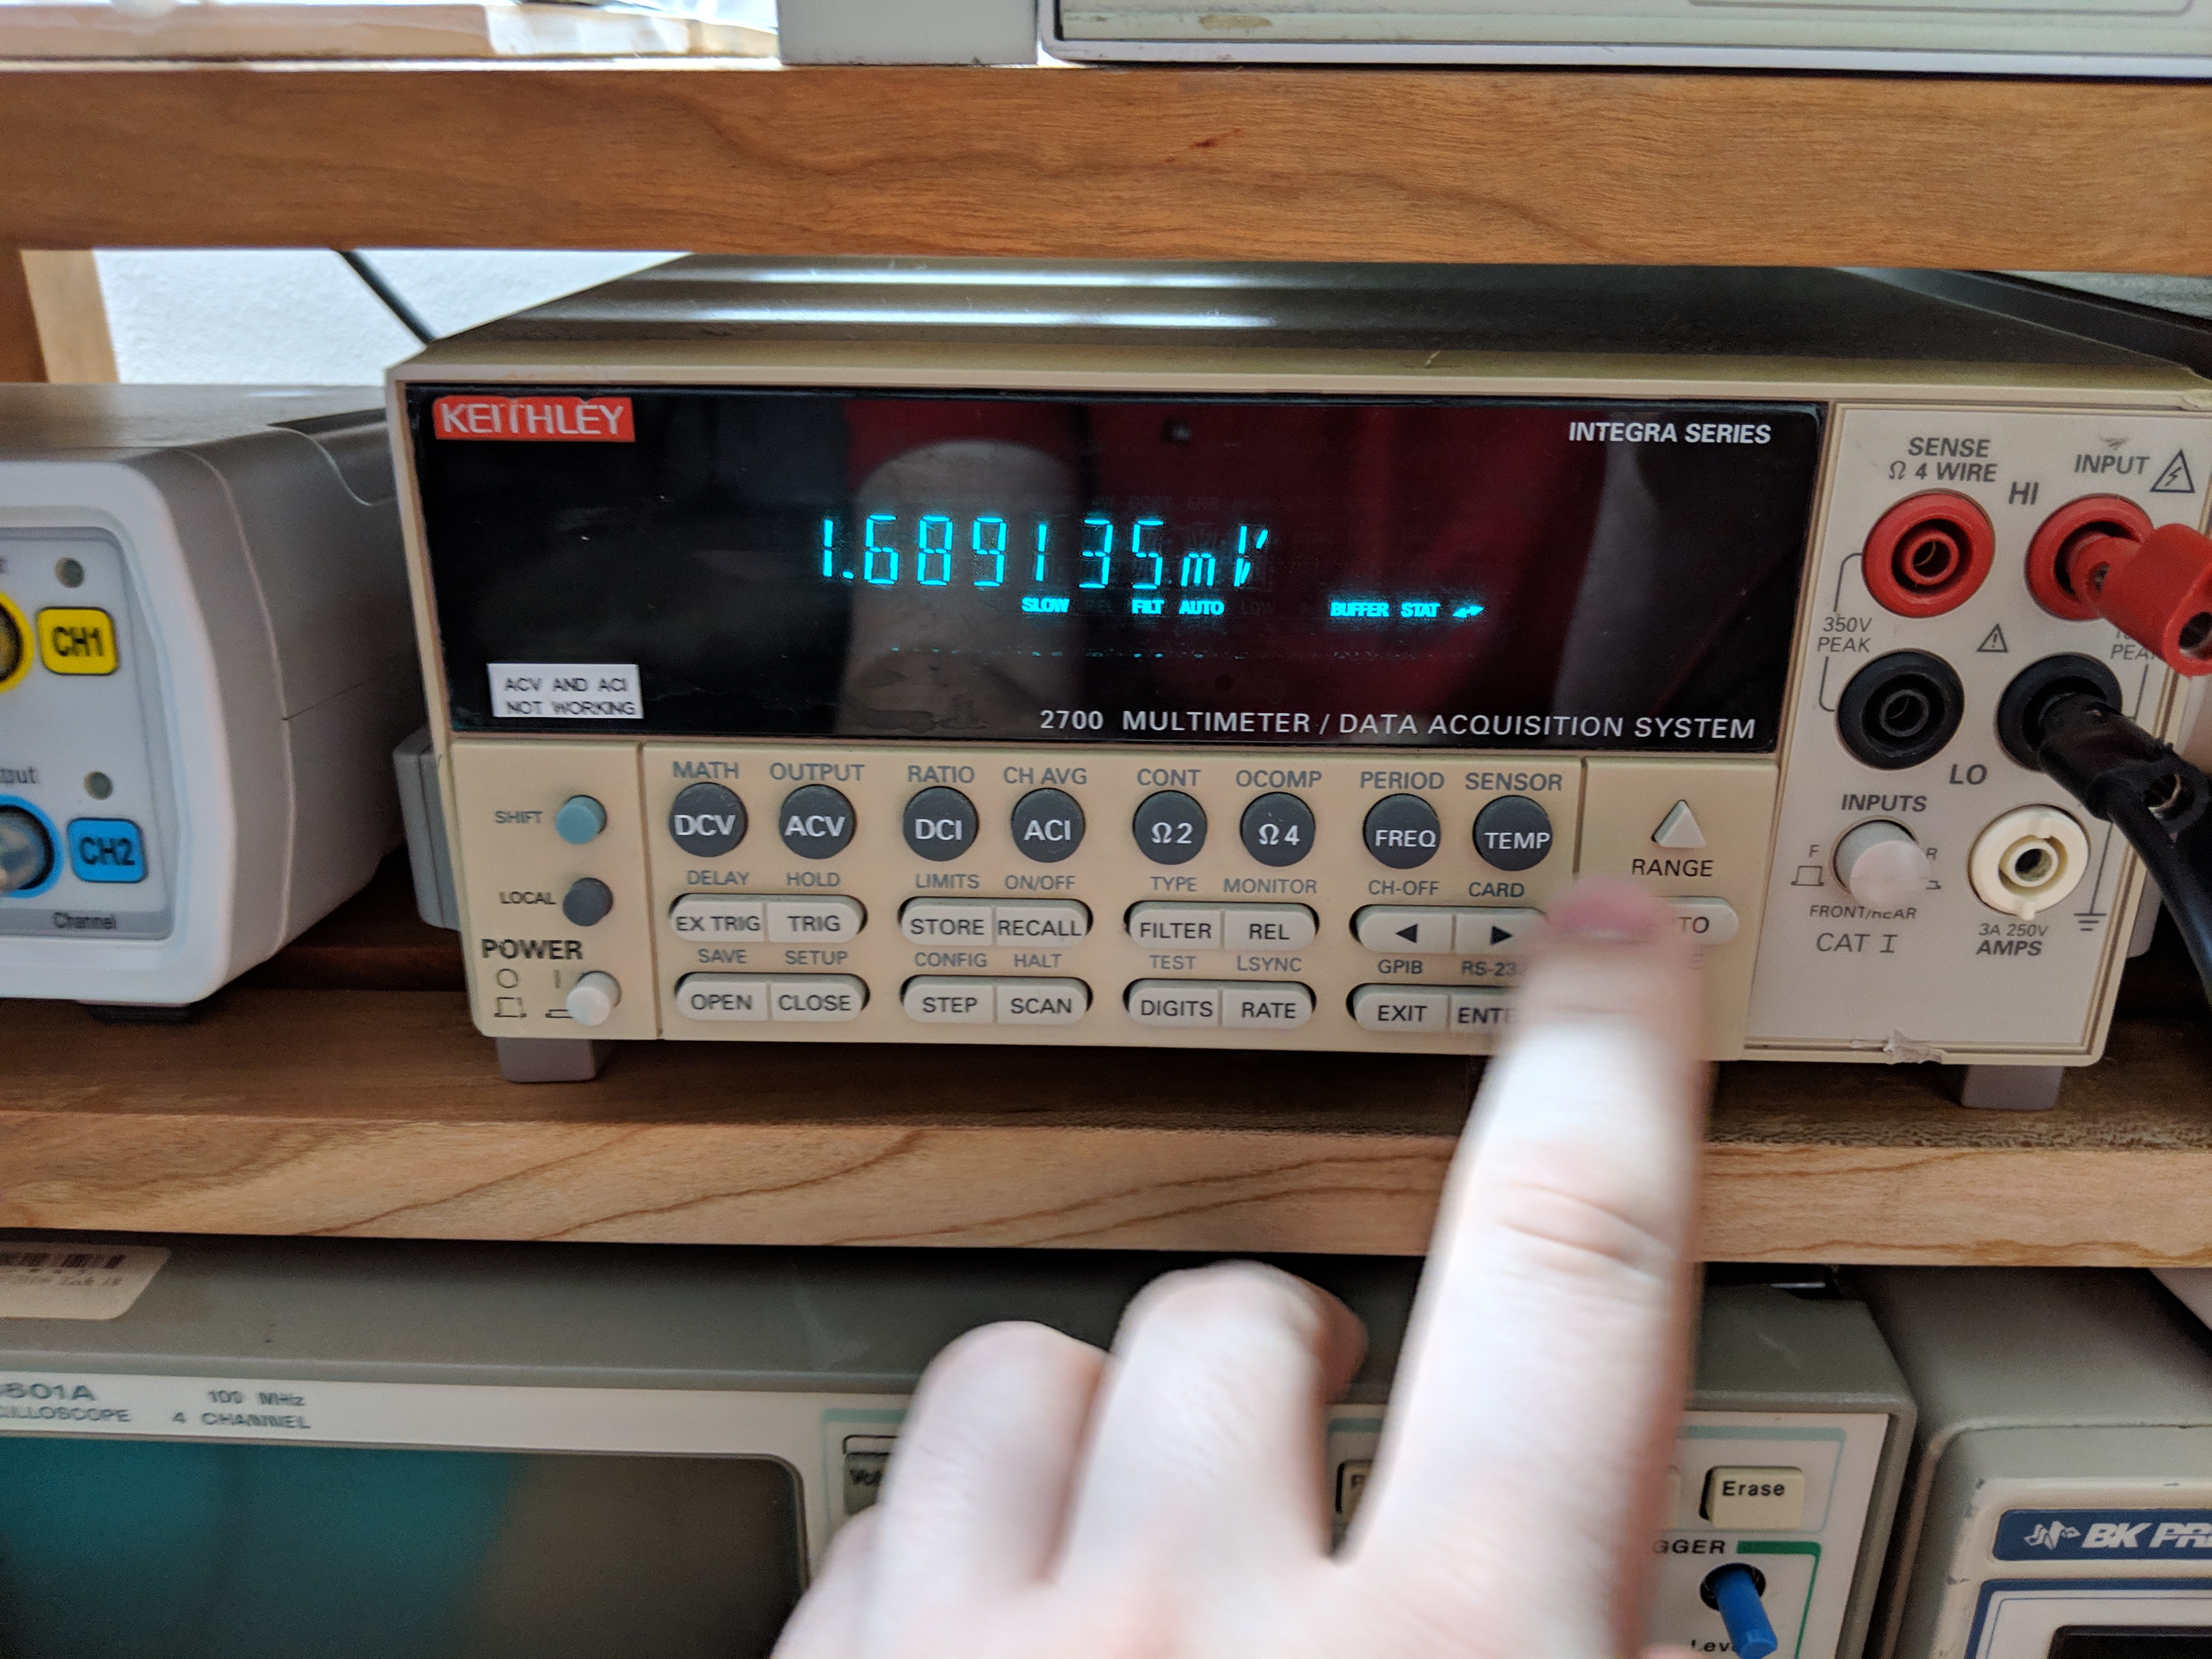 KEITHLEY
INTEGRA SERIES
1.689135mV
SLOW FILT AUTO BUFFER STAT
ACV AND ACI
NOT WORKING
2700 MULTIMETER / DATA ACQUISITION SYSTEM
SENSE
Ω 4 WIRE
INPUT
HI
350V
PEAK
LO
INPUTS
F R
FRONT/REAR
CAT I
3A 250V
AMPS
MATH OUTPUT RATIO CH AVG CONT OCOMP PERIOD SENSOR
SHIFT DCV ACV DCI ACI Ω2 Ω4 FREQ TEMP
RANGE
DELAY HOLD LIMITS ON/OFF TYPE MONITOR CH-OFF CARD
LOCAL EX TRIG TRIG STORE RECALL FILTER REL ◀ ▶
POWER
SAVE SETUP CONFIG HALT TEST LSYNC GPIB
OPEN CLOSE STEP SCAN DIGITS RATE EXIT
CH1
CH2
Channel
100 MHz
4 CHANNEL
Erase
BK